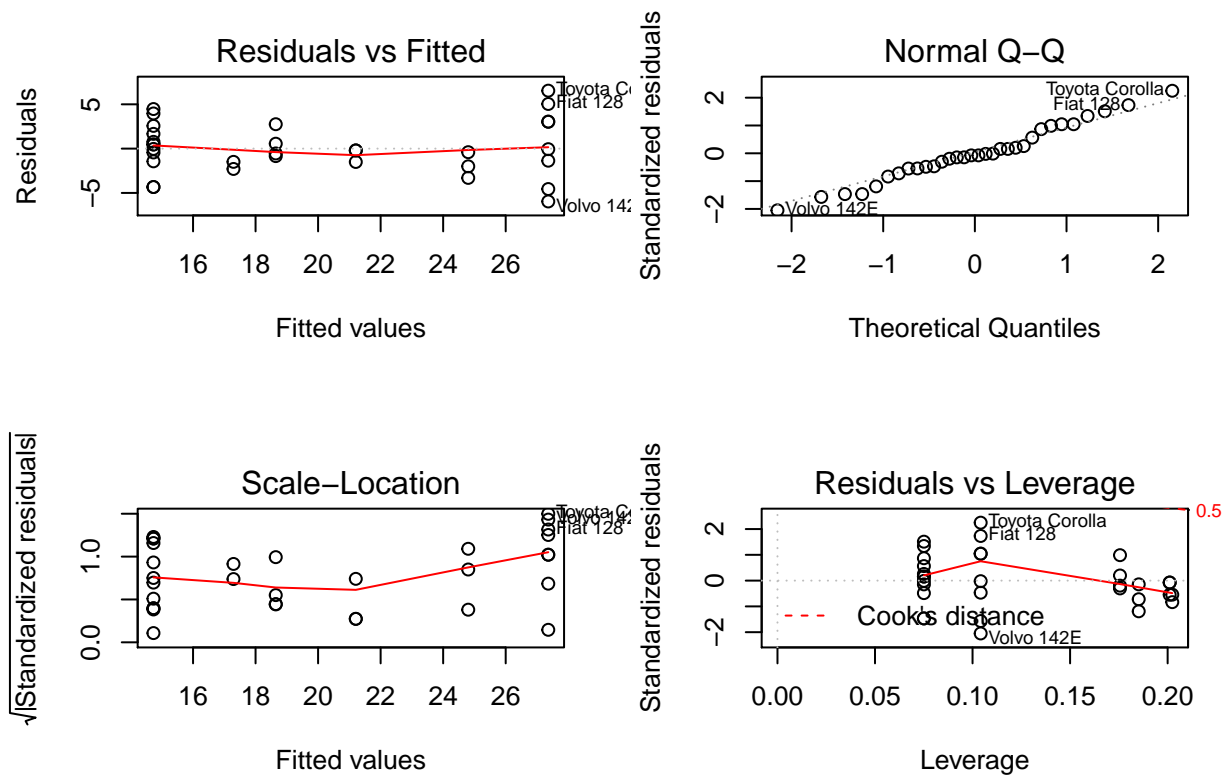 Residuals vs Fitted
Residuals
5
−5
Toyota Co
Fiat 128
Volvo 142
16 18 20 22 24 26
Fitted values
Normal Q−Q
Standardized residuals
2
0
−2
Toyota Corolla
Fiat 128
Volvo 142E
−2 −1 0 1 2
Theoretical Quantiles
Scale−Location
√|Standardized residuals|
1.0
0.0
Toyota Co
Volvo 142
Fiat 128
16 18 20 22 24 26
Fitted values
Residuals vs Leverage
Standardized residuals
2
0
−2
0.5
Toyota Corolla
Fiat 128
Cook's distance
Volvo 142E
0.00 0.05 0.10 0.15 0.20
Leverage